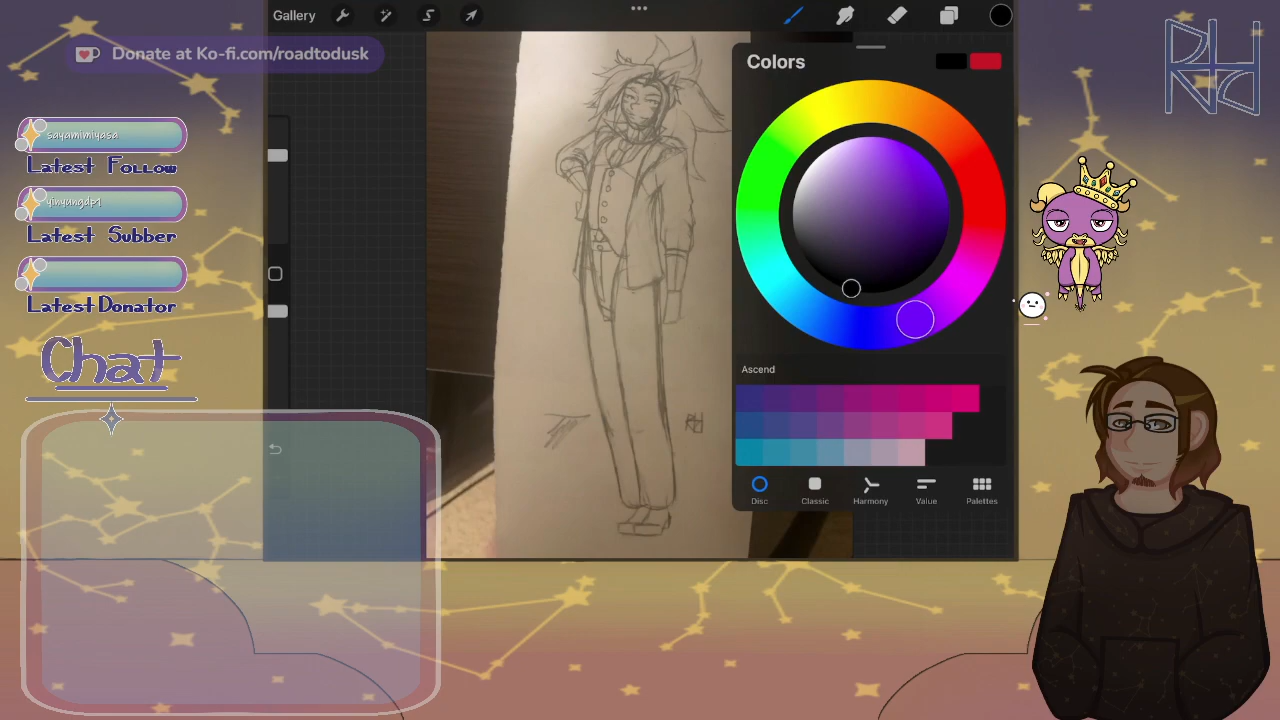 Gallery
Donate at Ko-fi.com/roadtodusk
Colors
sayamimiyasa
Latest Follow
yinyungdp1
Latest Subber
Latest Donator
Chat
Ascend
Disc
Classic
Harmony
Value
Palettes